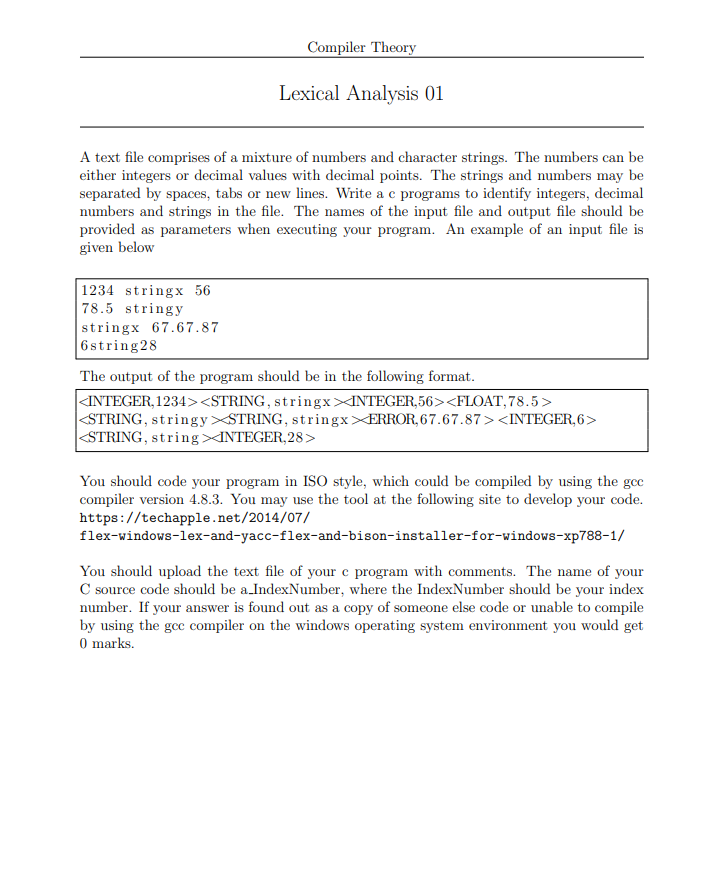 Compiler Theory
Lexical Analysis 01
A text file comprises of a mixture of numbers and character strings. The numbers can be
either integers or decimal values with decimal points. The strings and numbers may be
separated by spaces, tabs or new lines. Write a c programs to identify integers, decimal
numbers and strings in the file. The names of the input file and output file should be
provided as parameters when executing your program. An example of an input file is
given below
1234 stringx 56
78.5 stringy
stringx 67.67.87
6string28
The output of the program should be in the following format.
<INTEGER,1234><STRING,stringx><INTEGER,56><FLOAT,78.5>
<STRING,stringy><STRING,stringx><ERROR,67.67.87><INTEGER,6>
<STRING,string><INTEGER,28>
You should code your program in ISO style, which could be compiled by using the gcc
compiler version 4.8.3. You may use the tool at the following site to develop your code.
https://techapple.net/2014/07/
flex-windows-lex-and-yacc-flex-and-bison-installer-for-windows-xp788-1/
You should upload the text file of your c program with comments. The name of your
C source code should be a_IndexNumber, where the IndexNumber should be your index
number. If your answer is found out as a copy of someone else code or unable to compile
by using the gcc compiler on the windows operating system environment you would get
0 marks.